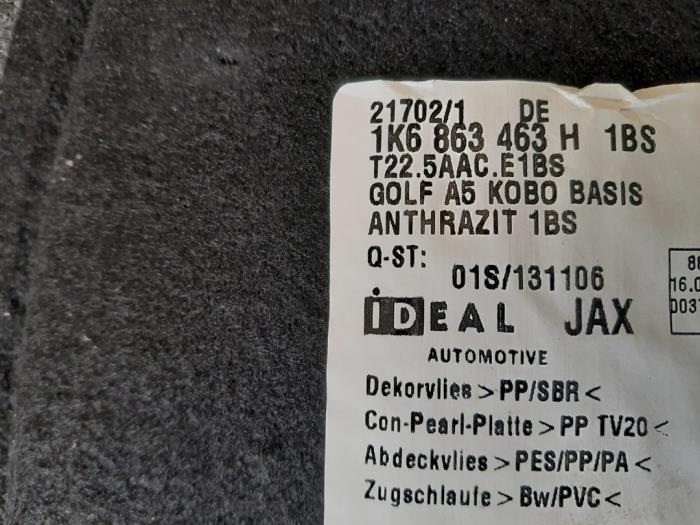 21702/1 DE
1K6 863 463 H 1BS
T22.5AAC.E1BS
GOLF A5 KOBO BASIS
ANTHRAZIT 1BS
Q-ST:
01S/131106
iDEAL JAX
AUTOMOTIVE
Dekorvlies > PP/SBR <
Con-Pearl-Platte > PP TV20 <
Abdeckvlies > PES/PP/PA <
Zugschlaufe > Bw/PVC <